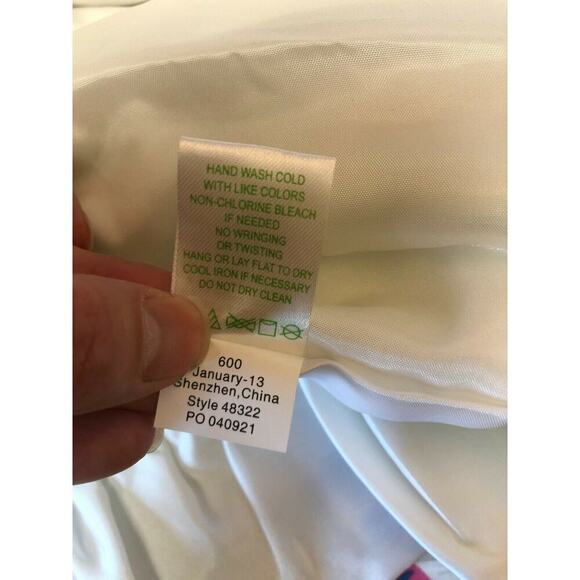 HAND WASH COLD
WITH LIKE COLORS
NON-CHLORINE BLEACH
IF NEEDED
NO WRINGING
OR TWISTING
HANG OR LAY FLAT TO DRY
COOL IRON IF NECESSARY
DO NOT DRY CLEAN
600
January-13
Shenzhen,China
Style 48322
PO 040921